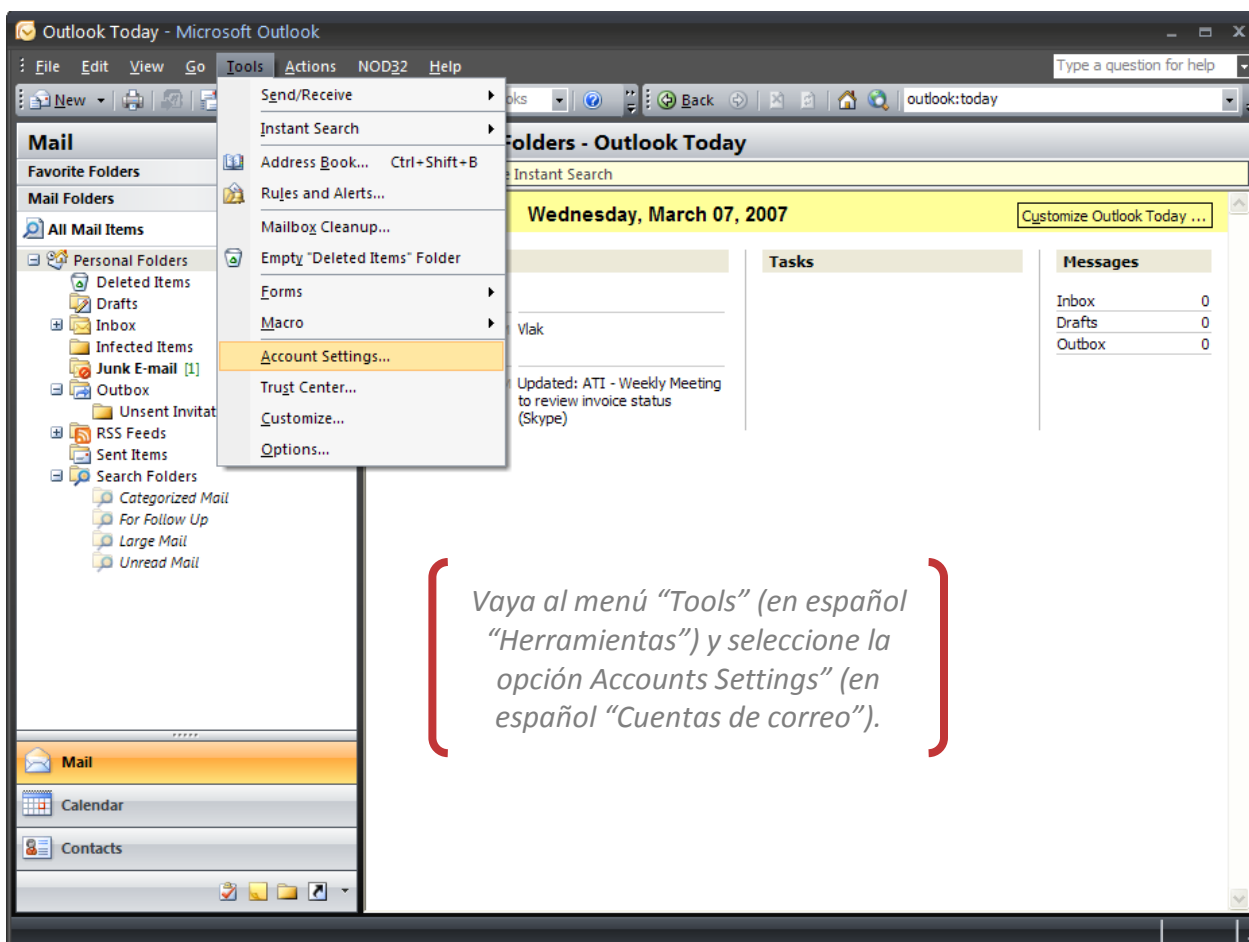 Outlook Today - Microsoft Outlook
File Edit View Go Tools Actions NOD32 Help
Type a question for help
New
Back
outlook:today
Send/Receive
Instant Search
Address Book... Ctrl+Shift+B
Rules and Alerts...
Mailbox Cleanup...
Empty "Deleted Items" Folder
Forms
Macro
Account Settings...
Trust Center...
Customize...
Options...
Mail
Favorite Folders
Mail Folders
All Mail Items
Personal Folders
Deleted Items
Drafts
Inbox
Infected Items
Junk E-mail [1]
Outbox
Unsent Invitat
RSS Feeds
Sent Items
Search Folders
Categorized Mail
For Follow Up
Large Mail
Unread Mail
Mail
Calendar
Contacts
Folders - Outlook Today
Instant Search
Wednesday, March 07, 2007
Customize Outlook Today ...
Vlak
Updated: ATI - Weekly Meeting
to review invoice status
(Skype)
Tasks
Messages
Inbox 0
Drafts 0
Outbox 0
Vaya al menú “Tools” (en español
“Herramientas”) y seleccione la
opción Accounts Settings” (en
español “Cuentas de correo”).